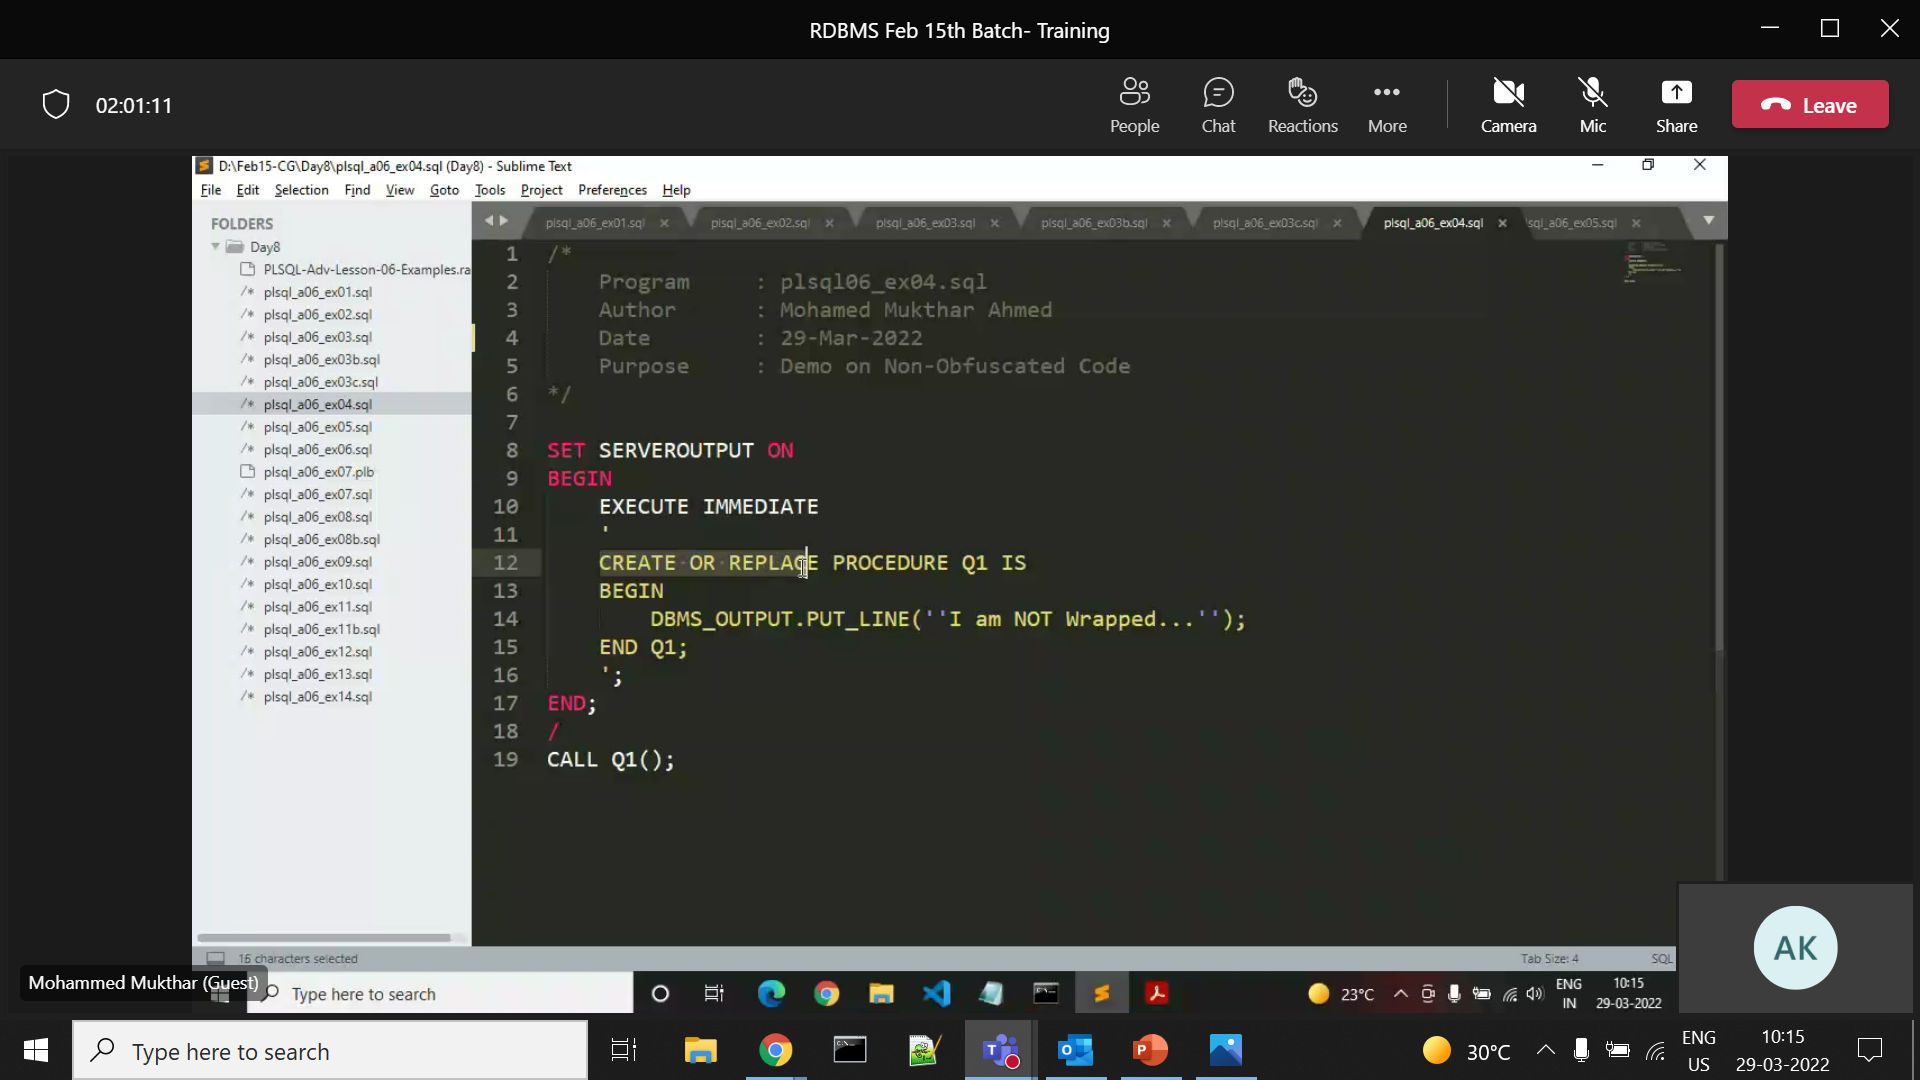 RDBMS Feb 15th Batch- Training
02:01:11
People
Chat
Reactions
More
Camera
Mic
Share
Leave
D:\Feb15-CG\Day8\plsql_a06_ex04.sql (Day8) - Sublime Text
File Edit Selection Find View Goto Tools Project Preferences Help
FOLDERS
Day8
PLSQL-Adv-Lesson-06-Examples.ra
/* plsql_a06_ex01.sql
/* plsql_a06_ex02.sql
/* plsql_a06_ex03.sql
/* plsql_a06_ex03b.sql
/* plsql_a06_ex03c.sql
/* plsql_a06_ex04.sql
/* plsql_a06_ex05.sql
/* plsql_a06_ex06.sql
plsql_a06_ex07.plb
/* plsql_a06_ex07.sql
/* plsql_a06_ex08.sql
/* plsql_a06_ex08b.sql
/* plsql_a06_ex09.sql
/* plsql_a06_ex10.sql
/* plsql_a06_ex11.sql
/* plsql_a06_ex11b.sql
/* plsql_a06_ex12.sql
/* plsql_a06_ex13.sql
/* plsql_a06_ex14.sql
plsql_a06_ex01.sql plsql_a06_ex02.sql plsql_a06_ex03.sql plsql_a06_ex03b.sql plsql_a06_ex03c.sql plsql_a06_ex04.sql sql_a06_ex05.sql
1 /*
2 Program : plsql06_ex04.sql
3 Author : Mohamed Mukthar Ahmed
4 Date : 29-Mar-2022
5 Purpose : Demo on Non-Obfuscated Code
6 */
7
8 SET SERVEROUTPUT ON
9 BEGIN
10 EXECUTE IMMEDIATE
11 '
12 CREATE OR REPLACE PROCEDURE Q1 IS
13 BEGIN
14 DBMS_OUTPUT.PUT_LINE(''I am NOT Wrapped...'');
15 END Q1;
16 ';
17 END;
18 /
19 CALL Q1();
16 characters selected
Tab Size: 4
SQL
AK
Mohammed Mukthar (Guest)
Type here to search
23°C
ENG
IN
10:15
29-03-2022
Type here to search
30°C
ENG
US
10:15
29-03-2022